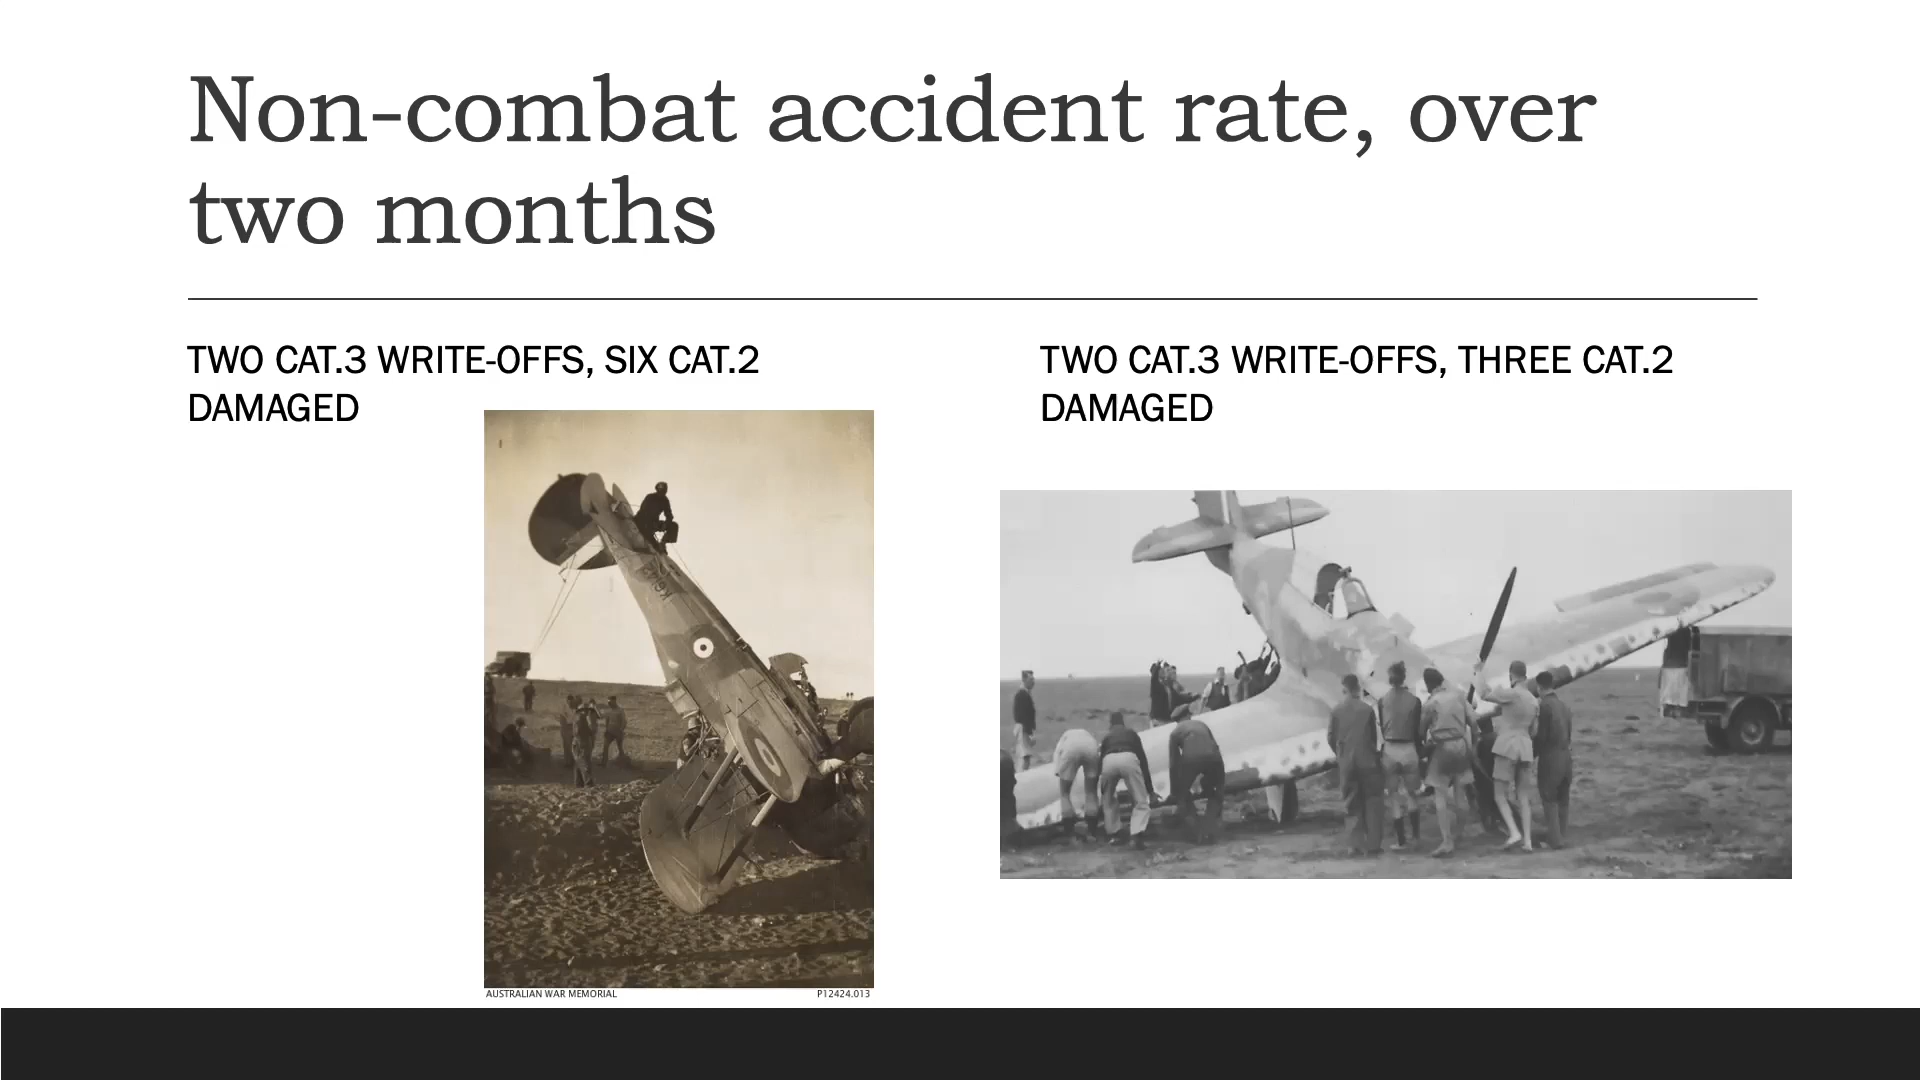 Non-combat accident rate, over
two months
TWO CAT.3 WRITE-OFFS, SIX CAT.2
DAMAGED
TWO CAT.3 WRITE-OFFS, THREE CAT.2
DAMAGED
AUSTRALIAN WAR MEMORIAL
P12424.013